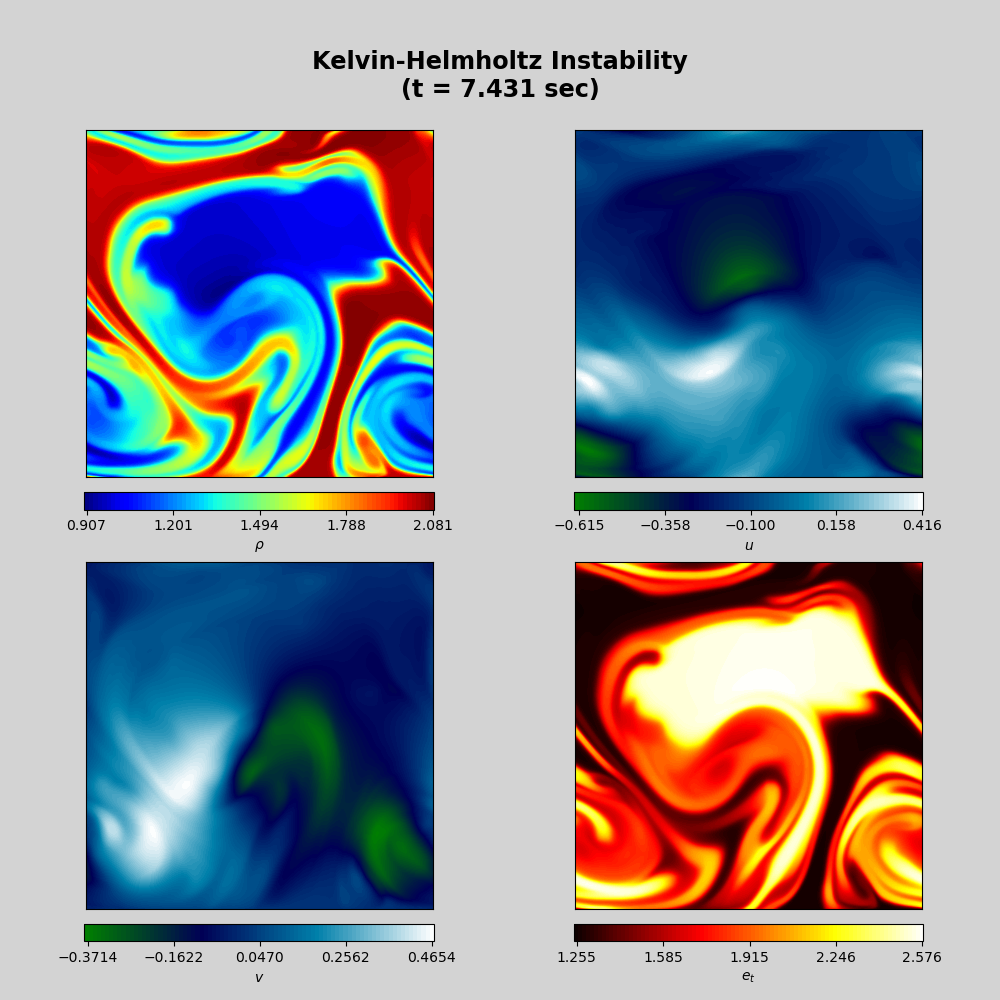 Kelvin-Helmholtz Instability
(t = 7.431 sec)
0.907 1.201 1.494 1.788 2.081
ρ
−0.615 −0.358 −0.100 0.158 0.416
u
−0.3714 −0.1622 0.0470 0.2562 0.4654
v
1.255 1.585 1.915 2.246 2.576
e_t